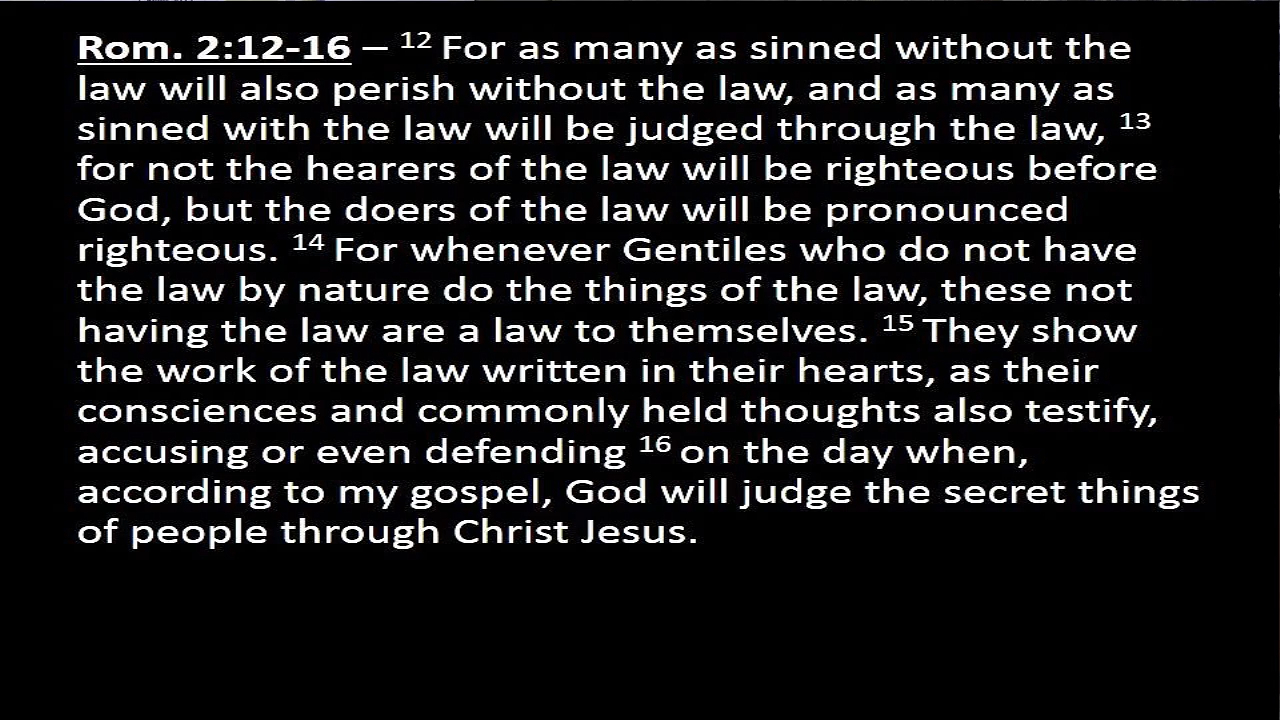 Rom. 2:12-16 – 12 For as many as sinned without the
law will also perish without the law, and as many as
sinned with the law will be judged through the law, 13
for not the hearers of the law will be righteous before
God, but the doers of the law will be pronounced
righteous. 14 For whenever Gentiles who do not have
the law by nature do the things of the law, these not
having the law are a law to themselves. 15 They show
the work of the law written in their hearts, as their
consciences and commonly held thoughts also testify,
accusing or even defending 16 on the day when,
according to my gospel, God will judge the secret things
of people through Christ Jesus.